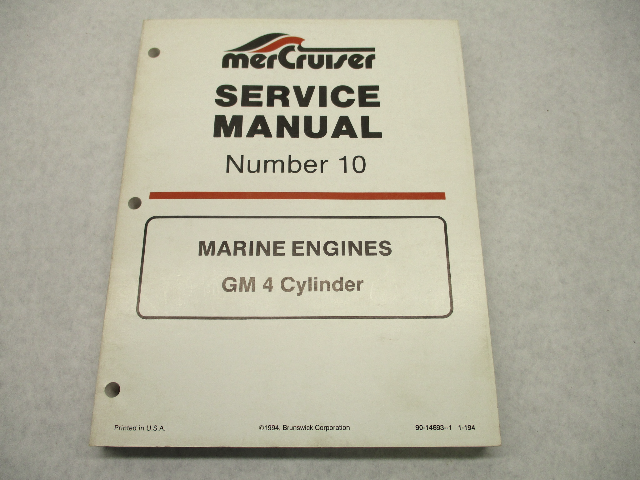 merCruiser
SERVICE
MANUAL
Number 10
MARINE ENGINES
GM 4 Cylinder
Printed in U.S.A. ©1994, Brunswick Corporation 90-14693--1 1-194